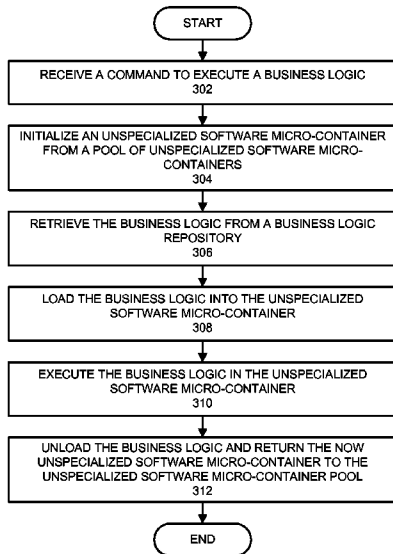 START
RECEIVE A COMMAND TO EXECUTE A BUSINESS LOGIC
302
INITIALIZE AN UNSPECIALIZED SOFTWARE MICRO-CONTAINER
FROM A POOL OF UNSPECIALIZED SOFTWARE MICRO-
CONTAINERS
304
RETRIEVE THE BUSINESS LOGIC FROM A BUSINESS LOGIC
REPOSITORY
306
LOAD THE BUSINESS LOGIC INTO THE UNSPECIALIZED
SOFTWARE MICRO-CONTAINER
308
EXECUTE THE BUSINESS LOGIC IN THE UNSPECIALIZED
SOFTWARE MICRO-CONTAINER
310
UNLOAD THE BUSINESS LOGIC AND RETURN THE NOW
UNSPECIALIZED SOFTWARE MICRO-CONTAINER TO THE
UNSPECIALIZED SOFTWARE MICRO-CONTAINER POOL
312
END